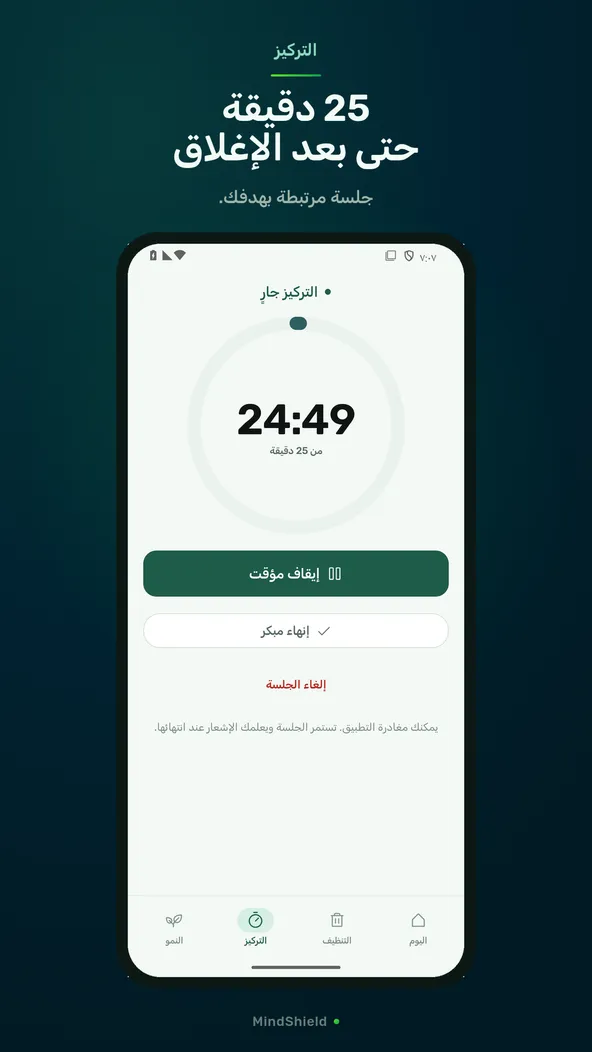 التركيز
25 دقيقة
حتى بعد الإغلاق
جلسة مرتبطة بهدفك.
٧:٠٧
التركيز جارٍ
24:49
من 25 دقيقة
إيقاف مؤقت
إنهاء مبكر
إلغاء الجلسة
يمكنك مغادرة التطبيق. تستمر الجلسة ويعلمك الإشعار عند انتهائها.
اليوم
التنظيف
التركيز
النمو
MindShield